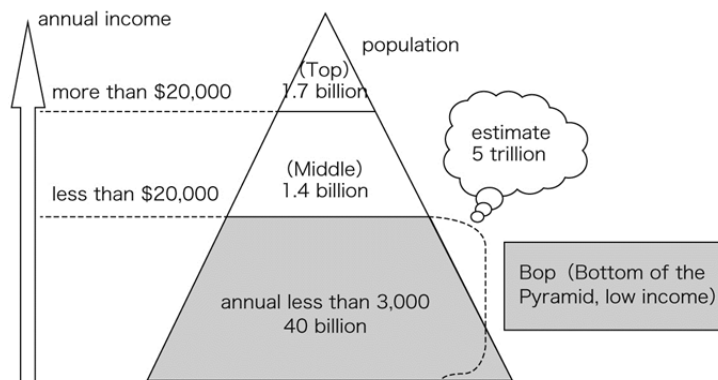 annual income
population
more than $20,000
(Top)
1.7 billion
estimate
5 trillion
(Middle)
1.4 billion
less than $20,000
Bop (Bottom of the
Pyramid, low income)
annual less than 3,000
40 billion